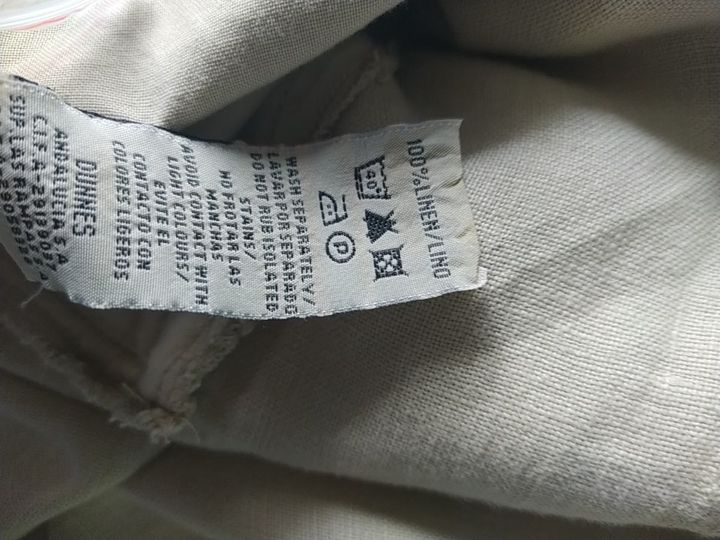 100% LINEN/LINO
40°
P
WASH SEPARATELY/
LAVAR POR SEPARADO
DO NOT RUB ISOLATED
STAINS/
NO FROTAR LAS
MANCHAS
AVOID CONTACT WITH
LIGHT COLOURS/
EVITE EL
CONTACTO CON
COLORES LIGEROS
DUNNES
ANDALUCIA S.A.